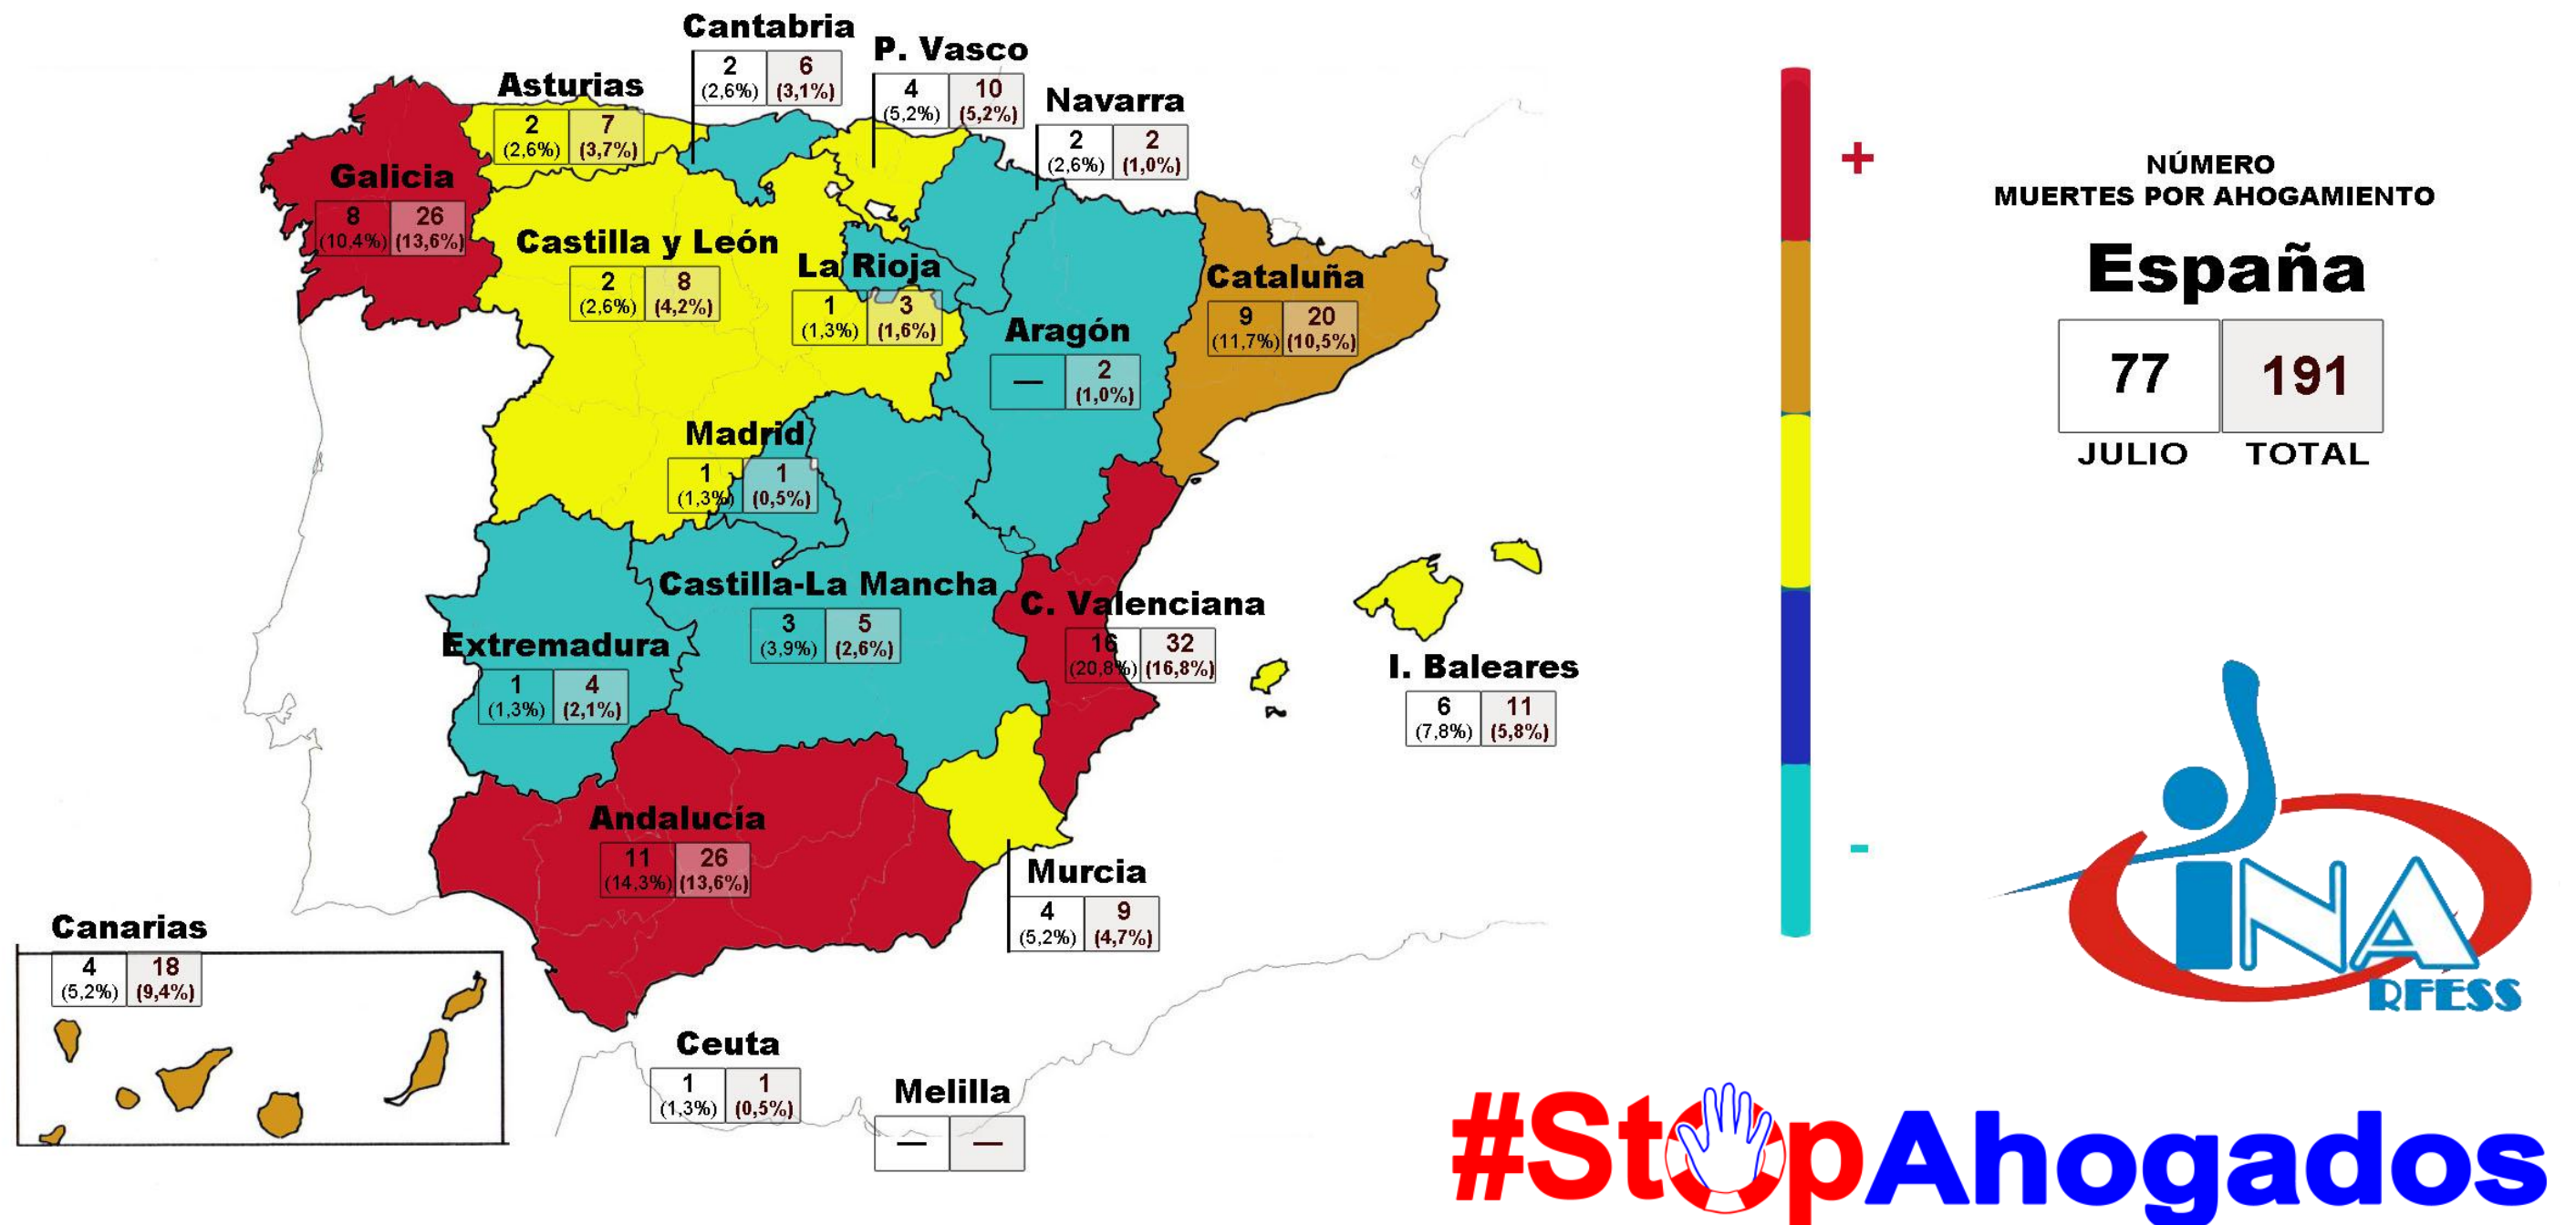 Cantabria
2 6
(2,6%) (3,1%)
P. Vasco
4 10
(5,2%) (5,2%)
Asturias
2 7
(2,6%) (3,7%)
Navarra
2 2
(2,6%) (1,0%)
Galicia
8 26
(10,4%) (13,6%)
Castilla y León
2 8
(2,6%) (4,2%)
La Rioja
1 3
(1,3%) (1,6%)
Cataluña
9 20
(11,7%) (10,5%)
Aragón
— 2
(1,0%)
Madrid
1 1
(1,3%) (0,5%)
Castilla-La Mancha
3 5
(3,9%) (2,6%)
C. Valenciana
16 32
(20,8%) (16,8%)
Extremadura
1 4
(1,3%) (2,1%)
I. Baleares
6 11
(7,8%) (5,8%)
Andalucía
11 26
(14,3%) (13,6%)
Murcia
4 9
(5,2%) (4,7%)
Canarias
4 18
(5,2%) (9,4%)
Ceuta
1 1
(1,3%) (0,5%)
Melilla
— —
+
-
NÚMERO
MUERTES POR AHOGAMIENTO
España
77 191
JULIO TOTAL
INA
RFESS
#StopAhogados